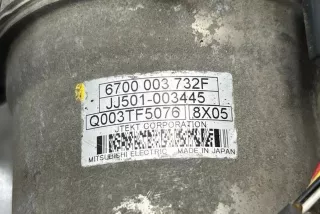 6700 003 732F
JJ501-003445
Q003TF5076 8X05
JTEKT CORPORATION
MITSUBISHI ELECTRIC MADE IN JAPAN